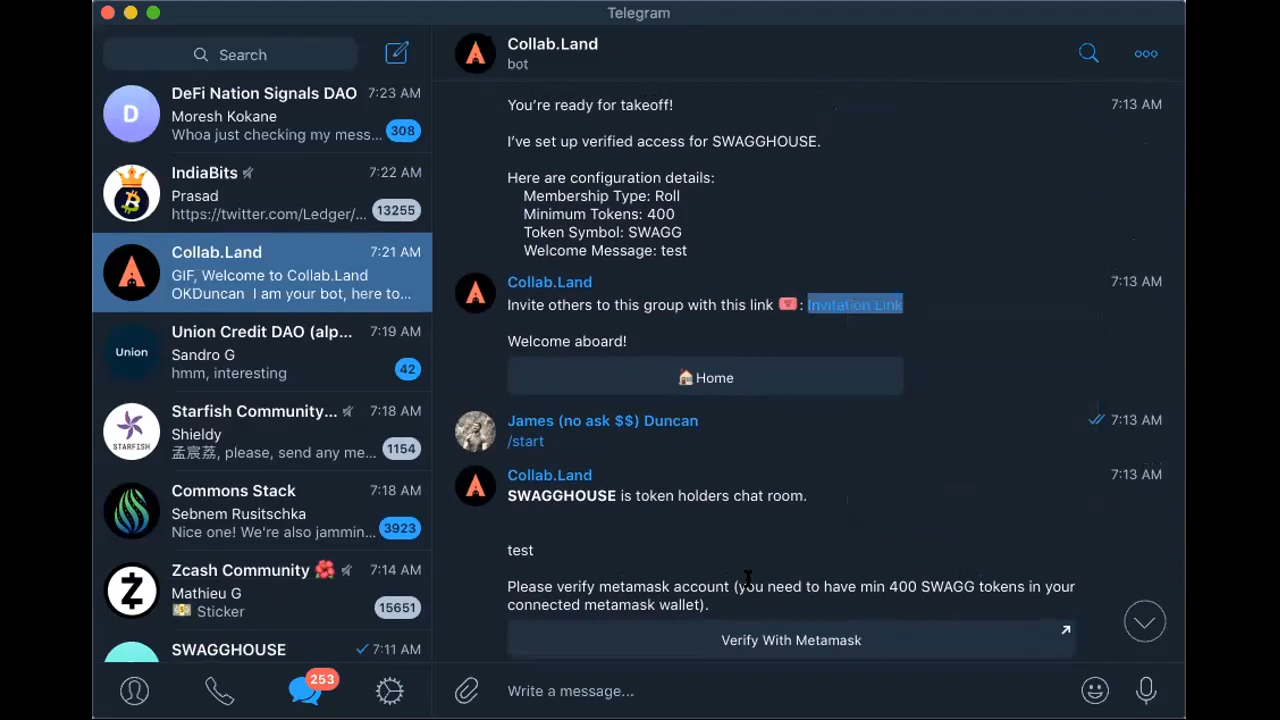 Telegram
Search
DeFi Nation Signals DAO 7:23 AM
D
Moresh Kokane
Whoa just checking my mess... 308
IndiaBits 7:22 AM
Prasad
https://twitter.com/Ledger/... 13255
Collab.Land 7:21 AM
GIF, Welcome to Collab.Land
OKDuncan I am your bot, here to...
Union Credit DAO (alp... 7:19 AM
Union
Sandro G
hmm, interesting 42
Starfish Community... 7:18 AM
STARFISH
Shieldy
孟宸荔, please, send any me... 1154
Commons Stack 7:18 AM
Sebnem Rusitschka
Nice one! We're also jammin... 3923
Zcash Community 🌺 7:14 AM
Mathieu G
Sticker 15651
SWAGGHOUSE 7:11 AM
253
Collab.Land
bot
You're ready for takeoff! 7:13 AM
I've set up verified access for SWAGGHOUSE.
Here are configuration details:
Membership Type: Roll
Minimum Tokens: 400
Token Symbol: SWAGG
Welcome Message: test
Collab.Land 7:13 AM
Invite others to this group with this link : Invitation Link
Welcome aboard!
🏠Home
James (no ask $$) Duncan 7:13 AM
/start
Collab.Land 7:13 AM
SWAGGHOUSE is token holders chat room.
test
Please verify metamask account (you need to have min 400 SWAGG tokens in your
connected metamask wallet).
Verify With Metamask
Write a message...